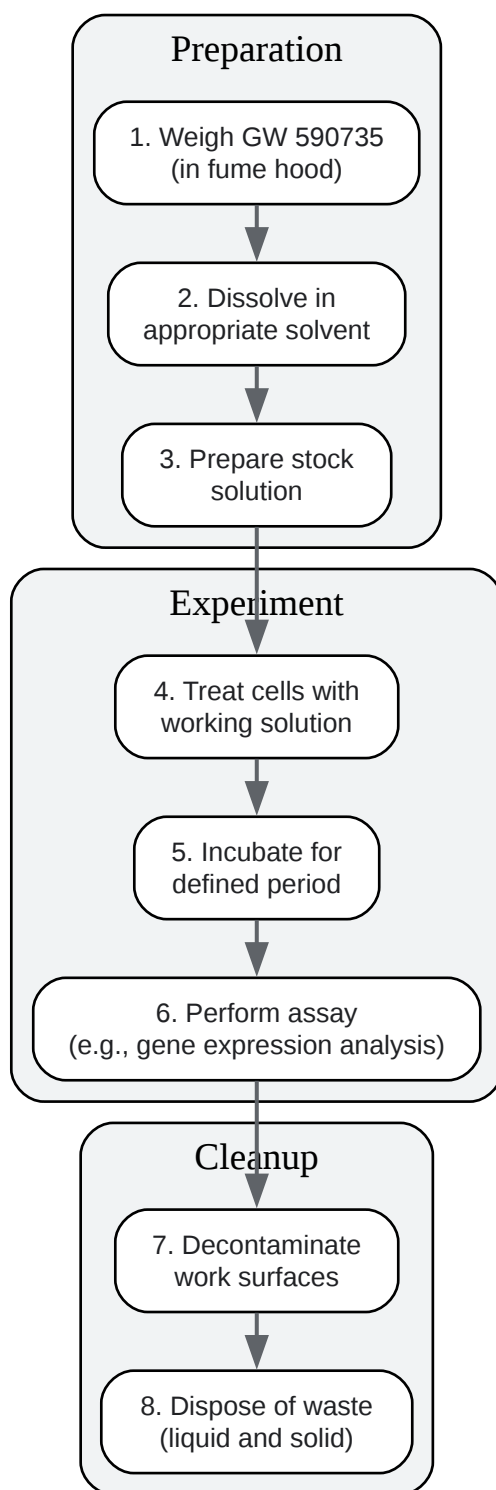 Preparation
1. Weigh GW 590735
(in fume hood)
2. Dissolve in
appropriate solvent
3. Prepare stock
solution
Experiment
4. Treat cells with
working solution
5. Incubate for
defined period
6. Perform assay
(e.g., gene expression analysis)
Cleanup
7. Decontaminate
work surfaces
8. Dispose of waste
(liquid and solid)